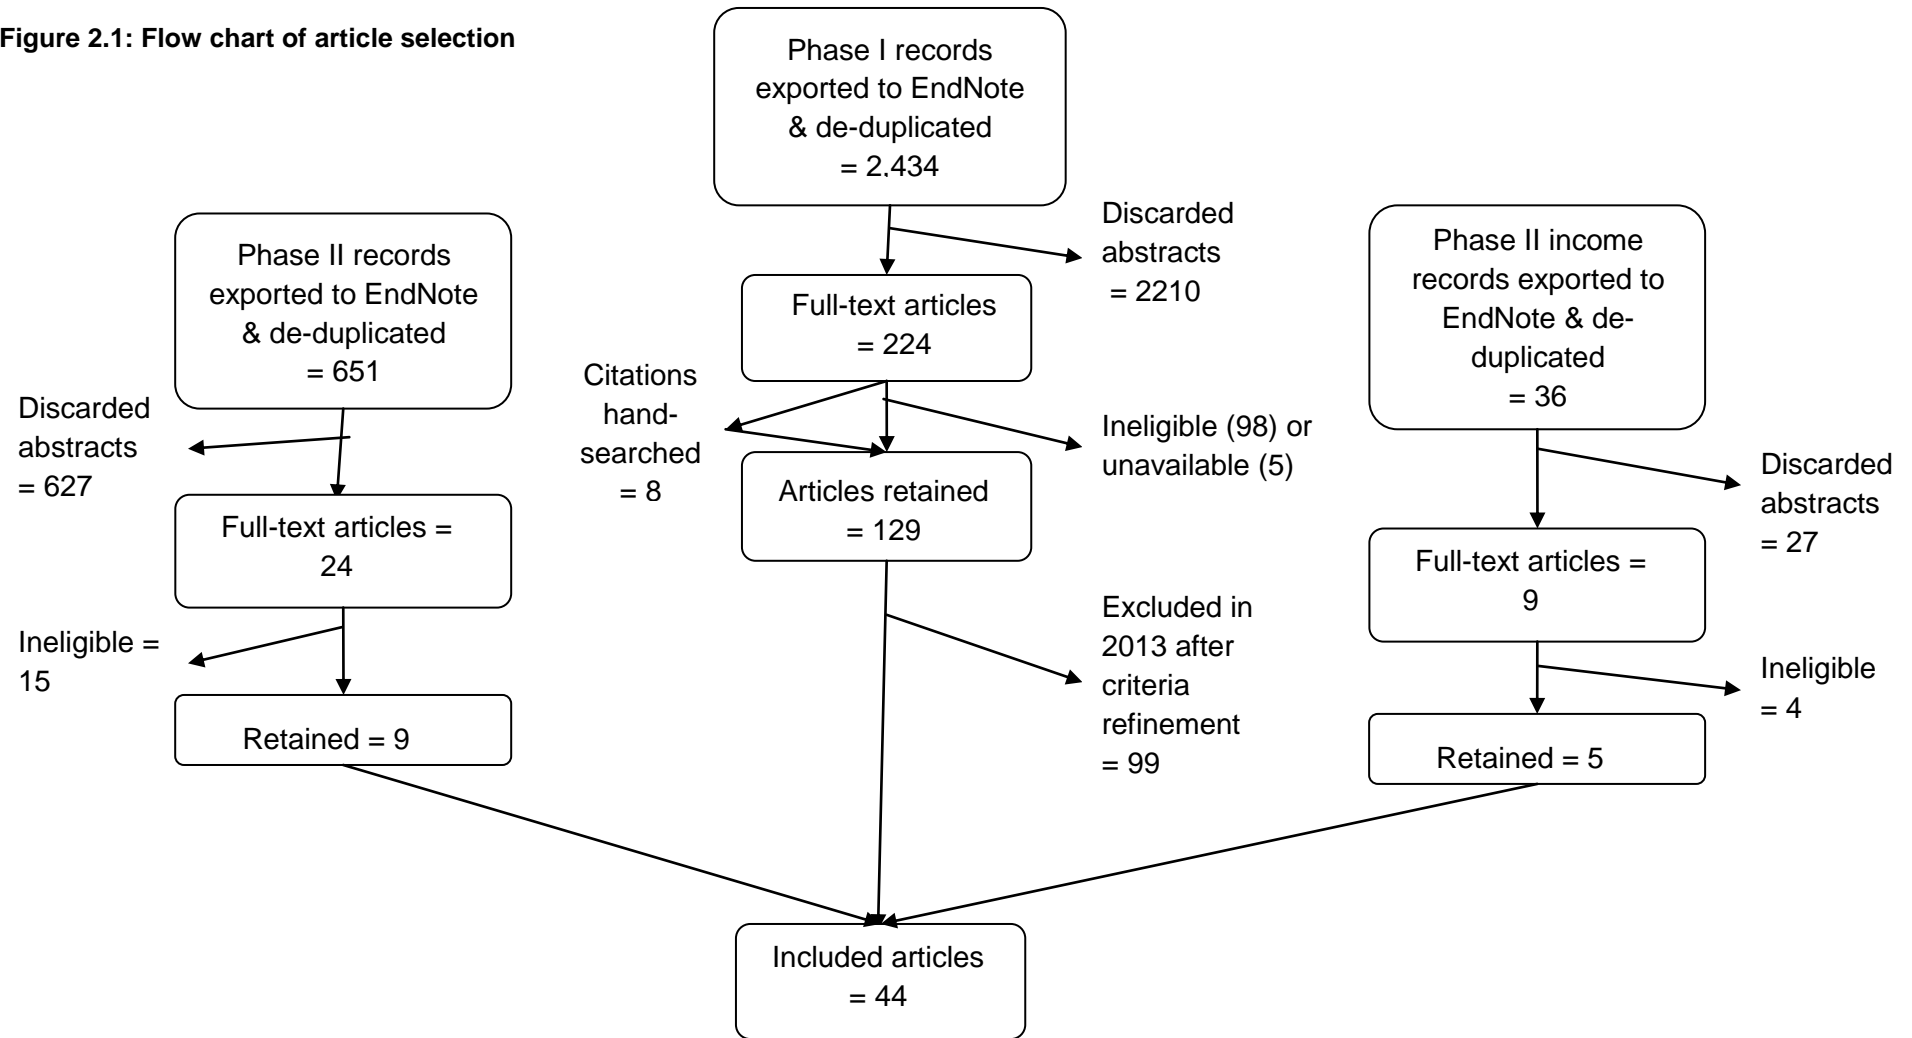 Figure 2.1: Flow chart of article selection
Phase I records
exported to EndNote
& de-duplicated
= 2,434
Discarded
abstracts
= 2210
Full-text articles
= 224
Citations
hand-
searched
= 8
Ineligible (98) or
unavailable (5)
Articles retained
= 129
Excluded in
2013 after
criteria
refinement
= 99
Phase II records
exported to EndNote
& de-duplicated
= 651
Discarded
abstracts
= 627
Full-text articles =
24
Ineligible =
15
Retained = 9
Phase II income
records exported to
EndNote & de-
duplicated
= 36
Discarded
abstracts
= 27
Full-text articles =
9
Ineligible
= 4
Retained = 5
Included articles
= 44